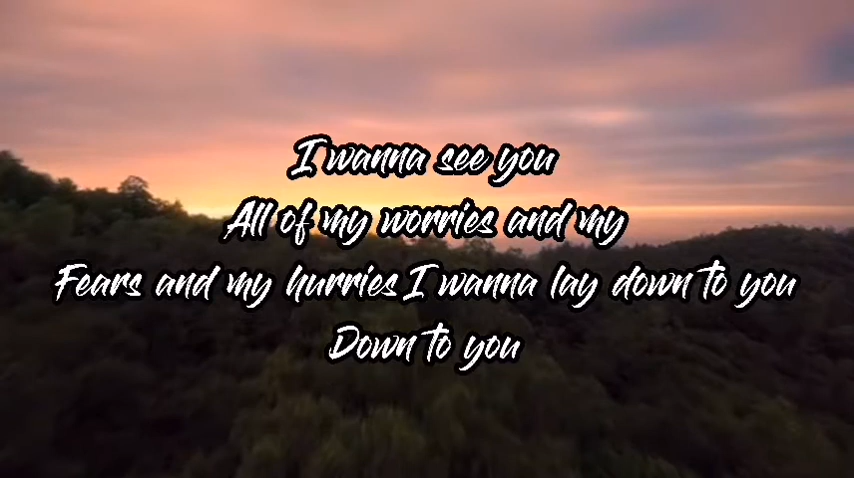 I wanna see you
All of my worries and my
Fears and my hurries I wanna lay down to you
Down to you